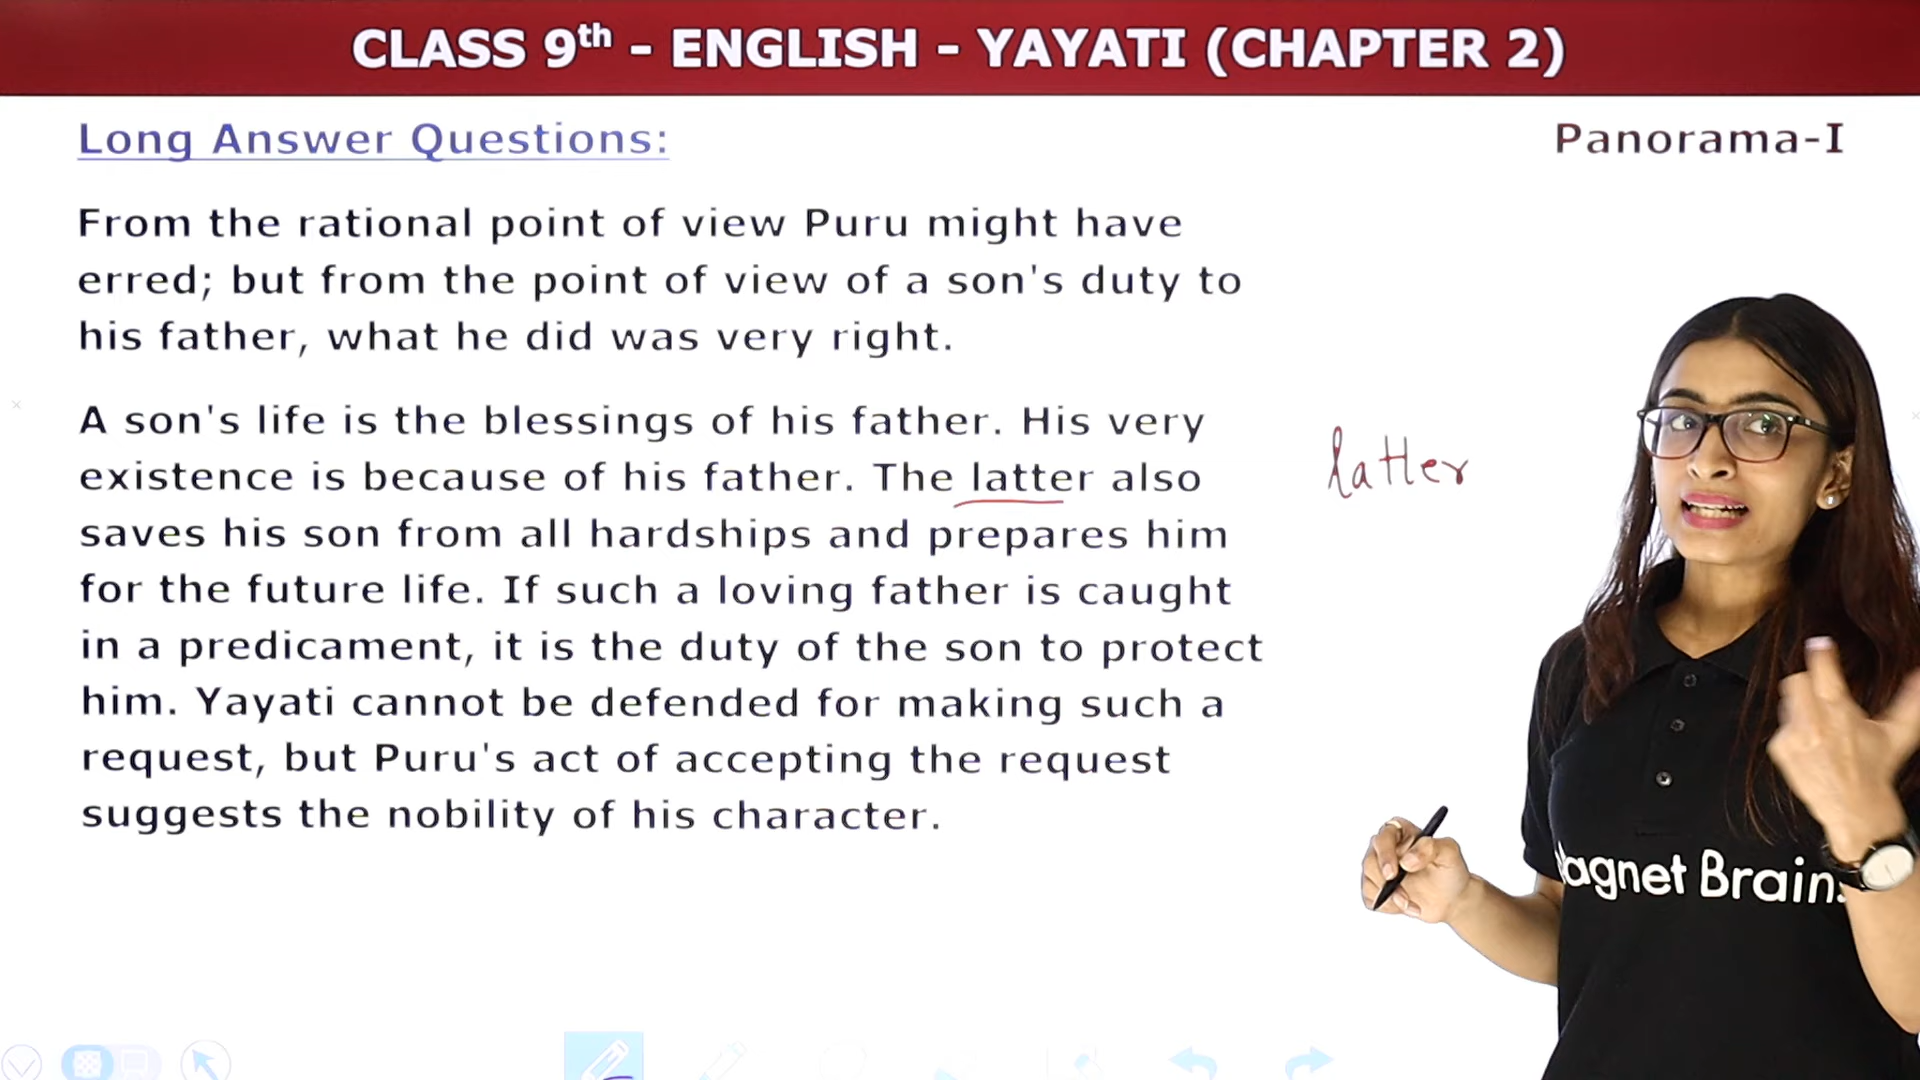 CLASS 9th - ENGLISH - YAYATI (CHAPTER 2)
Long Answer Questions:
Panorama-I
From the rational point of view Puru might have
erred; but from the point of view of a son's duty to
his father, what he did was very right.
A son's life is the blessings of his father. His very
existence is because of his father. The latter also
saves his son from all hardships and prepares him
for the future life. If such a loving father is caught
in a predicament, it is the duty of the son to protect
him. Yayati cannot be defended for making such a
request, but Puru's act of accepting the request
suggests the nobility of his character.
latter
agnet Brains